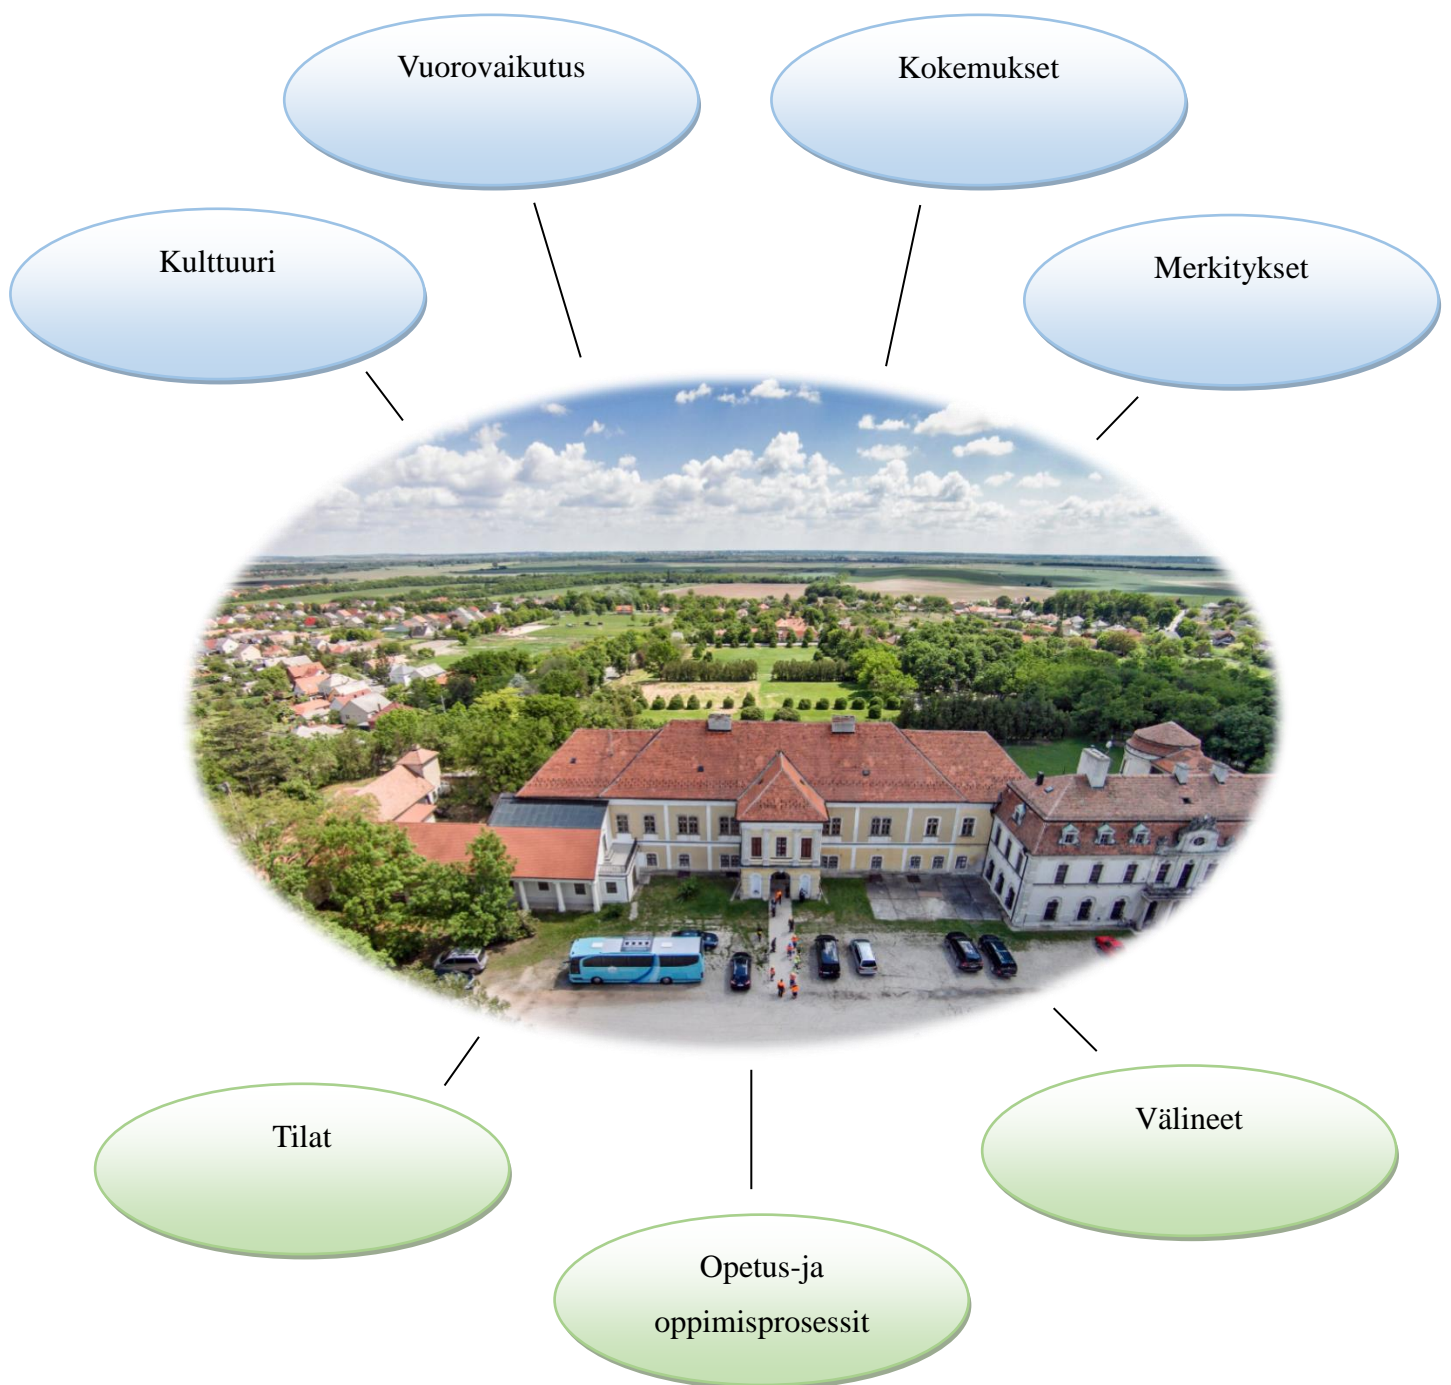 Vuorovaikutus
Kokemukset
Kulttuuri
Merkitykset
Tilat
Välineet
Opetus-ja
oppimisprosessit